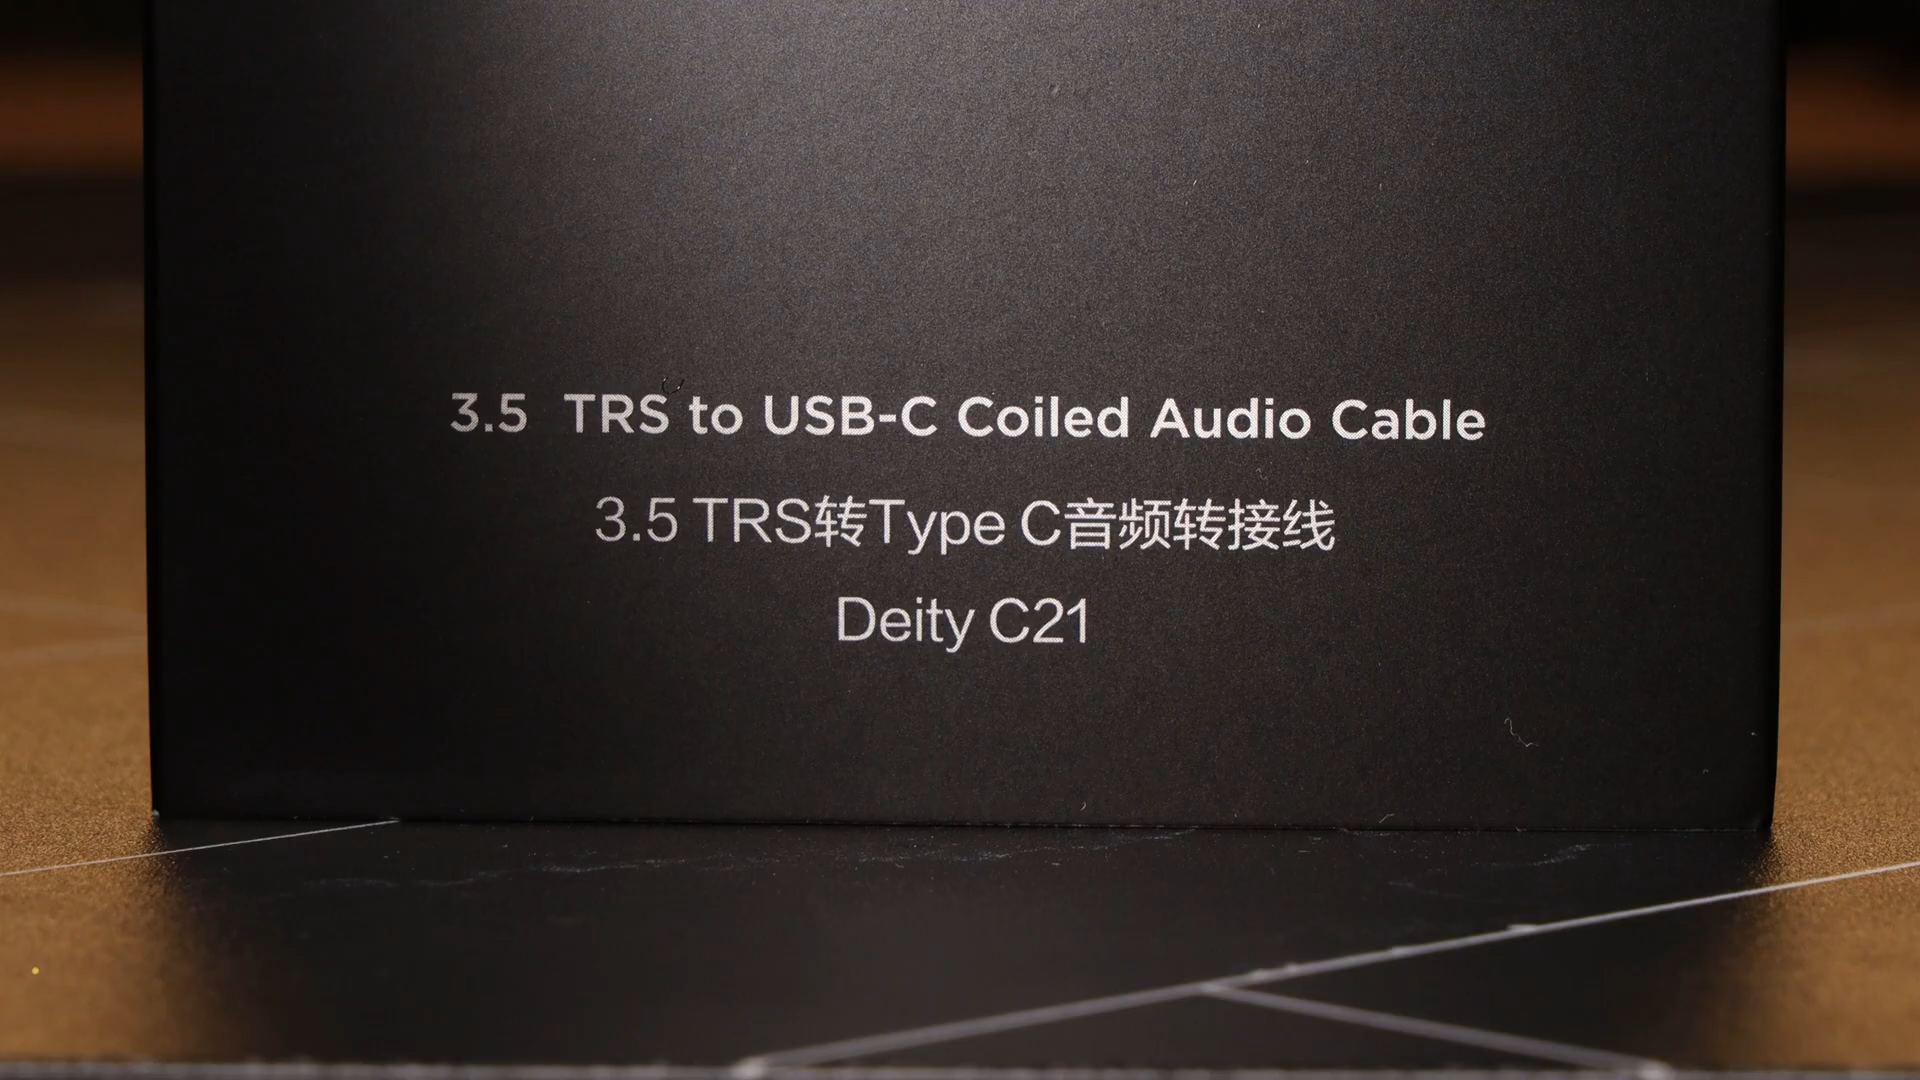 3.5 TRS to USB-C Coiled Audio Cable
3.5 TRS转Type C音频转接线
Deity C21